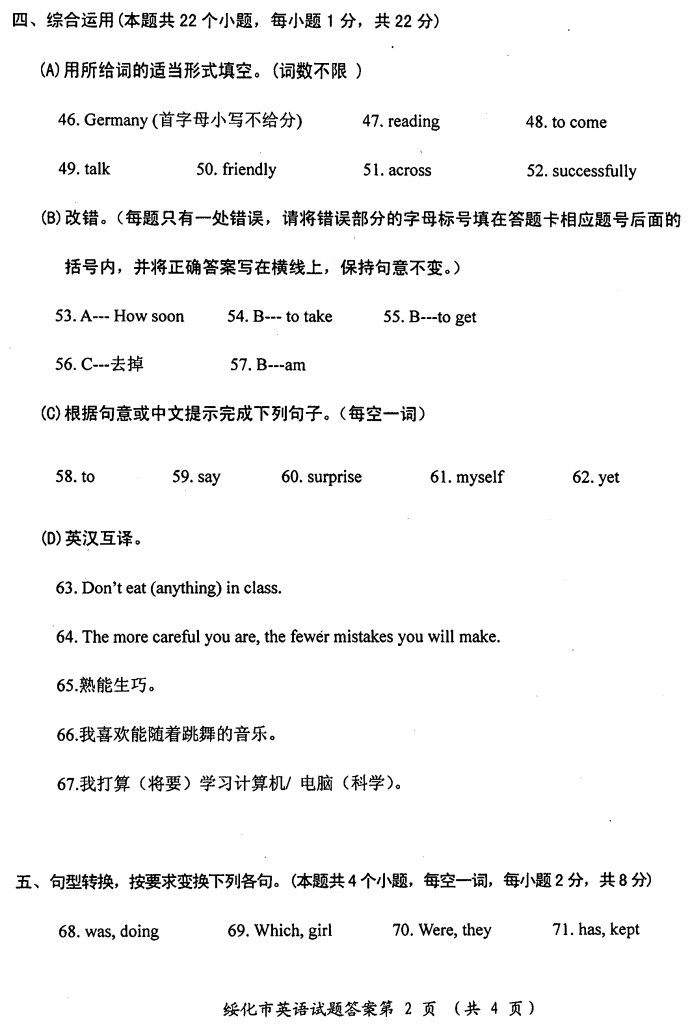 四、综合运用(本题共 22 个小题，每小题 1 分，共 22 分)
(A)用所给词的适当形式填空。(词数不限 )
46. Germany (首字母小写不给分) 47. reading 48. to come
49. talk 50. friendly 51. across 52. successfully
(B)改错。（每题只有一处错误，请将错误部分的字母标号填在答题卡相应题号后面的
括号内，并将正确答案写在横线上，保持句意不变。）
53. A--- How soon 54. B--- to take 55. B---to get
56. C---去掉 57. B---am
(C)根据句意或中文提示完成下列句子。（每空一词）
58. to 59. say 60. surprise 61. myself 62. yet
(D)英汉互译。
63. Don’t eat (anything) in class.
64. The more careful you are, the fewer mistakes you will make.
65.熟能生巧。
66.我喜欢能随着跳舞的音乐。
67.我打算（将要）学习计算机/ 电脑（科学）。
五、句型转换，按要求变换下列各句。(本题共 4 个小题，每空一词，每小题 2 分，共 8 分)
68. was, doing 69. Which, girl 70. Were, they 71. has, kept
绥化市英语试题答案第 2 页 （共 4 页）